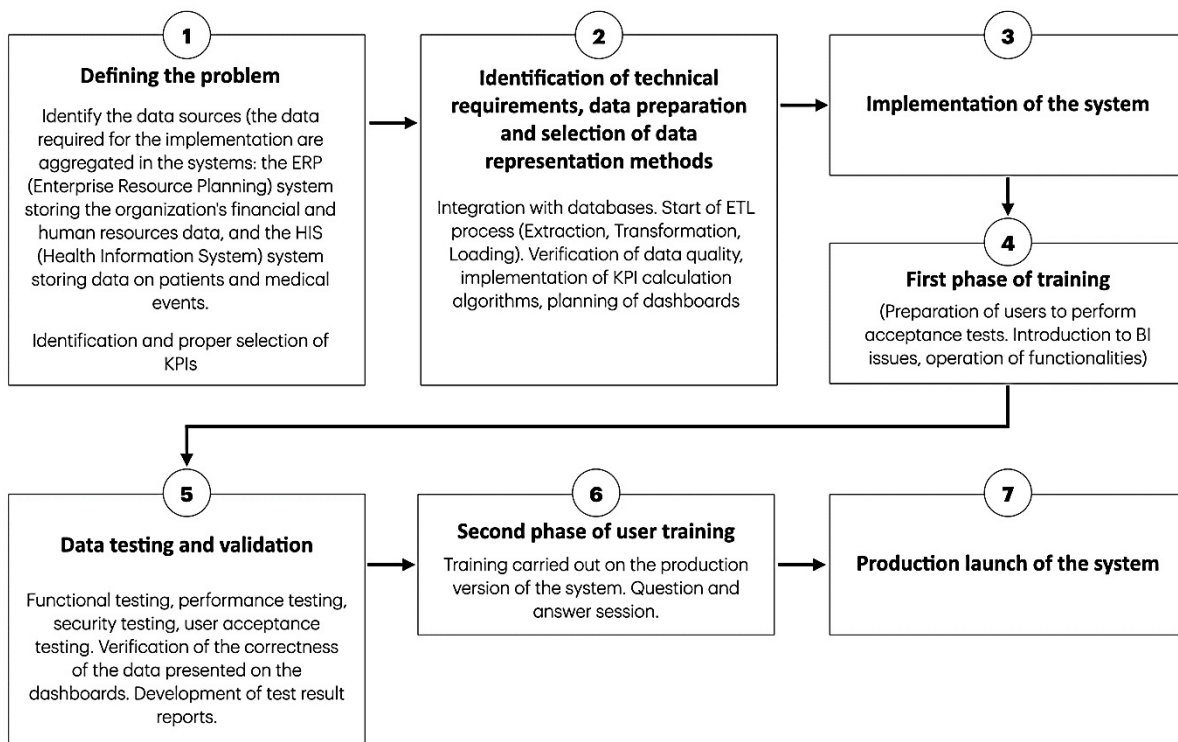 1
Defining the problem
Identify the data sources (the data
required for the implementation are
aggregated in the systems: the ERP
(Enterprise Resource Planning) system
storing the organization's financial and
human resources data, and the HIS
(Health Information System) system
storing data on patients and medical
events.
Identification and proper selection of
KPIs
2
Identification of technical
requirements, data preparation
and selection of data
representation methods
Integration with databases. Start of ETL
process (Extraction, Transformation,
Loading). Verification of data quality,
implementation of KPI calculation
algorithms, planning of dashboards
3
Implementation of the system
4
First phase of training
(Preparation of users to perform
acceptance tests. Introduction to BI
issues, operation of functionalities)
5
Data testing and validation
Functional testing, performance testing,
security testing, user acceptance
testing. Verification of the correctness
of the data presented on the
dashboards. Development of test result
reports.
6
Second phase of user training
Training carried out on the production
version of the system. Question and
answer session.
7
Production launch of the system